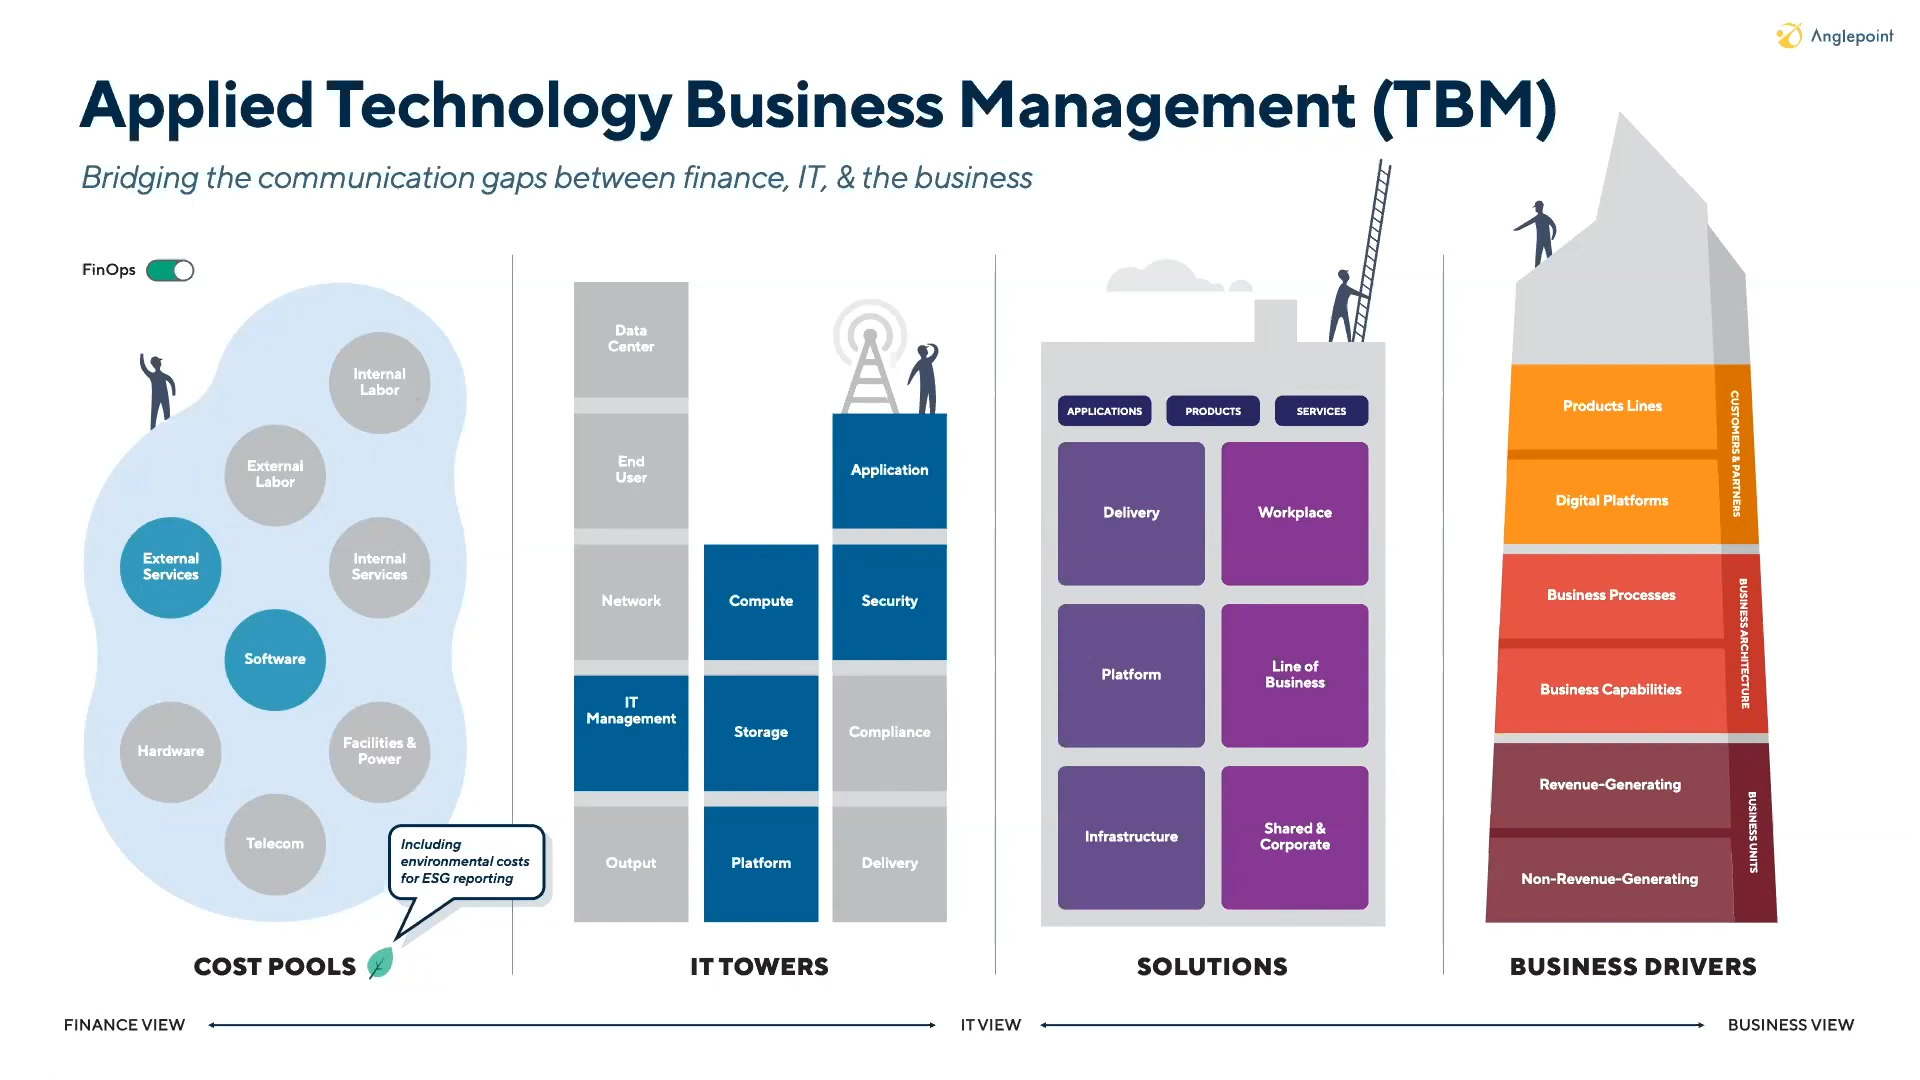 Anglepoint
Applied Technology Business Management (TBM)
Bridging the communication gaps between finance, IT, & the business
FinOps
Internal
Labor
External
Labor
External
Services
Internal
Services
Software
Hardware
Facilities &
Power
Telecom
Including
environmental costs
for ESG reporting
COST POOLS
Data
Center
End
User
Network
IT
Management
Output
Compute
Storage
Platform
Application
Security
Compliance
Delivery
IT TOWERS
APPLICATIONS
PRODUCTS
SERVICES
Delivery
Workplace
Platform
Line of
Business
Infrastructure
Shared &
Corporate
SOLUTIONS
Products Lines
Digital Platforms
CUSTOMERS & PARTNERS
Business Processes
Business Capabilities
BUSINESS ARCHITECTURE
Revenue-Generating
Non-Revenue-Generating
BUSINESS UNITS
BUSINESS DRIVERS
FINANCE VIEW
IT VIEW
BUSINESS VIEW